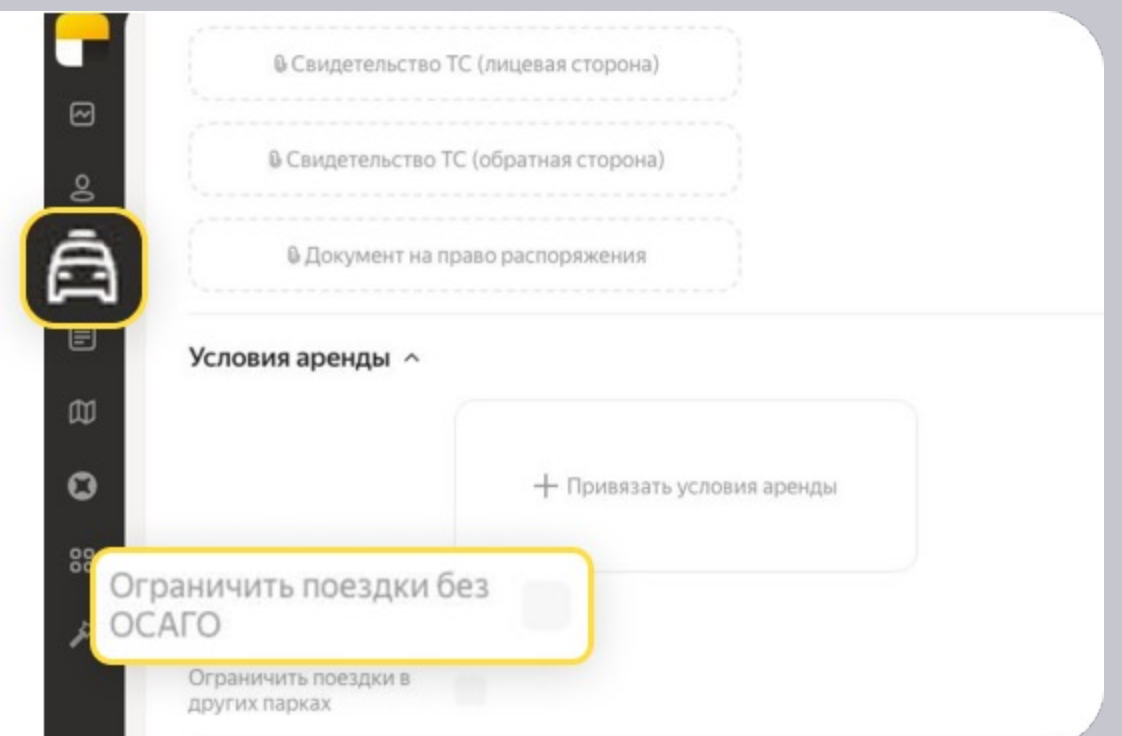 Свидетельство ТС (лицевая сторона)
Свидетельство ТС (обратная сторона)
Документ на право распоряжения
Условия аренды
Привязать условия аренды
Ограничить поездки без
ОСАГО
Ограничить поездки в
других парках